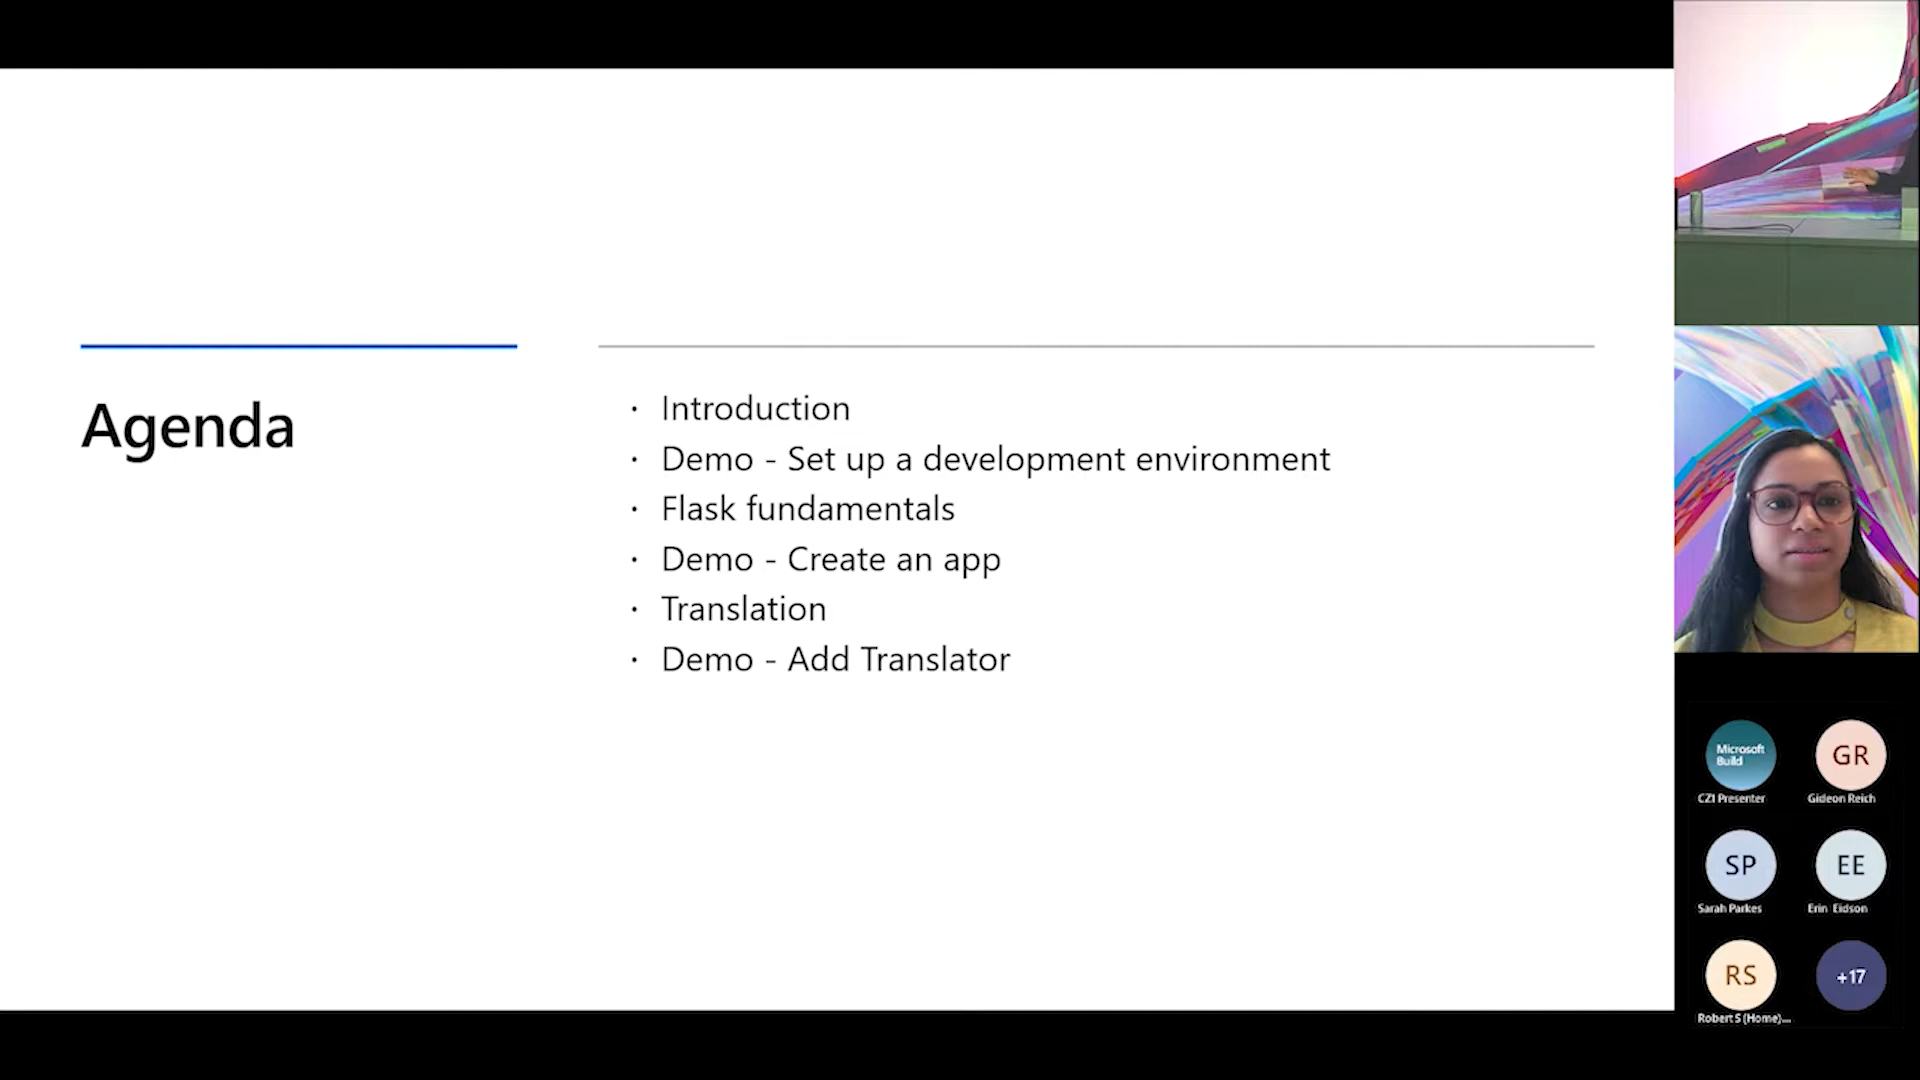 Agenda
· Introduction
· Demo - Set up a development environment
· Flask fundamentals
· Demo - Create an app
· Translation
· Demo - Add Translator
Microsoft
Build
CZI Presenter
GR
Gideon Reich
SP
Sarah Parkes
EE
Erin Eidson
RS
Robert S (Home)...
+17